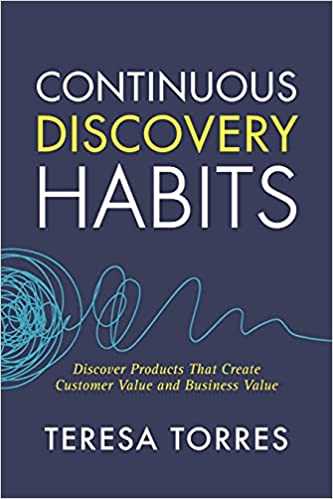 CONTINUOUS
DISCOVERY
HABITS
Discover Products That Create
Customer Value and Business Value
TERESA TORRES